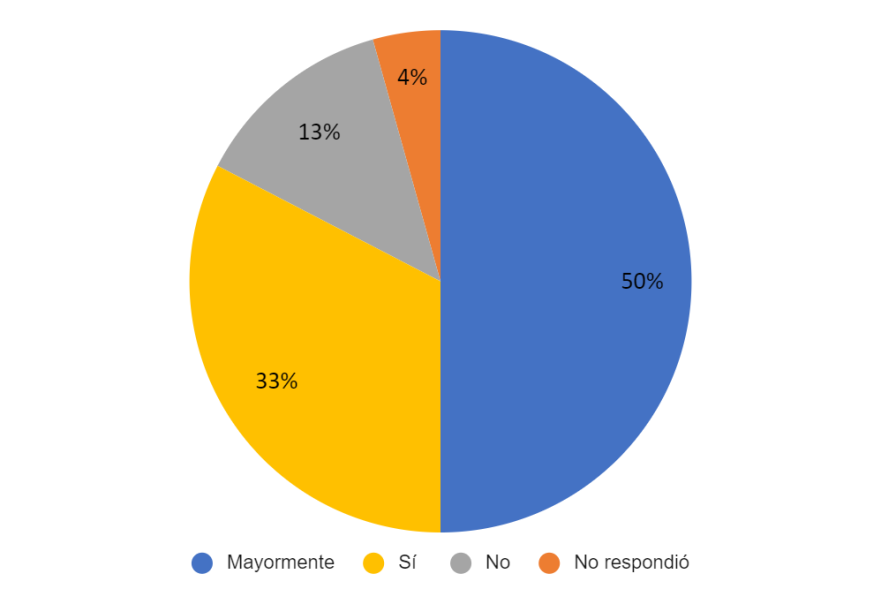 4%
13%
50%
33%
Mayormente Sí No No respondió